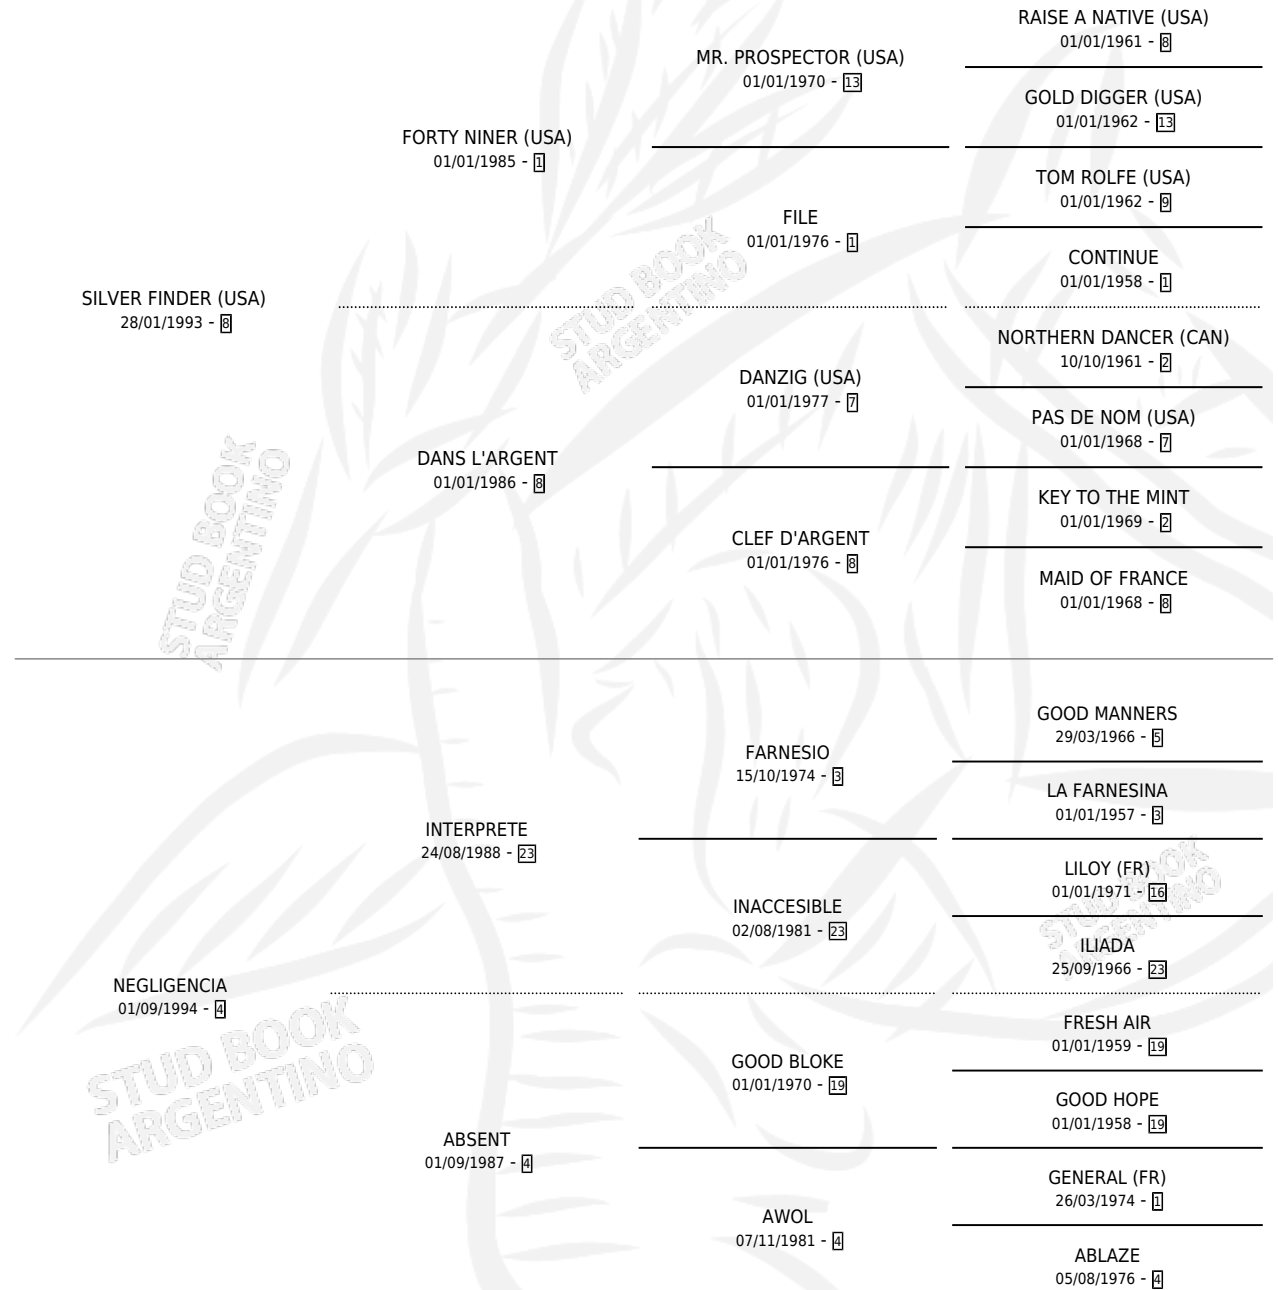 RAISE A NATIVE (USA)
01/01/1961 - 8
MR. PROSPECTOR (USA)
01/01/1970 - 13
GOLD DIGGER (USA)
01/01/1962 - 13
FORTY NINER (USA)
01/01/1985 - 1
TOM ROLFE (USA)
01/01/1962 - 9
FILE
01/01/1976 - 1
CONTINUE
01/01/1958 - 1
SILVER FINDER (USA)
28/01/1993 - 8
NORTHERN DANCER (CAN)
10/10/1961 - 2
DANZIG (USA)
01/01/1977 - 7
PAS DE NOM (USA)
01/01/1968 - 7
DANS L'ARGENT
01/01/1986 - 8
KEY TO THE MINT
01/01/1969 - 2
CLEF D'ARGENT
01/01/1976 - 8
MAID OF FRANCE
01/01/1968 - 8
STUD BOOK
ARGENTINO
STUD BOOK
ARGENTINO
GOOD MANNERS
29/03/1966 - 5
FARNESIO
15/10/1974 - 3
LA FARNESINA
01/01/1957 - 3
INTERPRETE
24/08/1988 - 23
LILOY (FR)
01/01/1971 - 16
INACCESIBLE
02/08/1981 - 23
ILIADA
25/09/1966 - 23
STUD BOOK
ARGENTINO
NEGLIGENCIA
01/09/1994 - 4
FRESH AIR
01/01/1959 - 19
GOOD BLOKE
01/01/1970 - 19
GOOD HOPE
01/01/1958 - 19
STUD BOOK
ARGENTINO
ABSENT
01/09/1987 - 4
GENERAL (FR)
26/03/1974 - 1
AWOL
07/11/1981 - 4
ABLAZE
05/08/1976 - 4